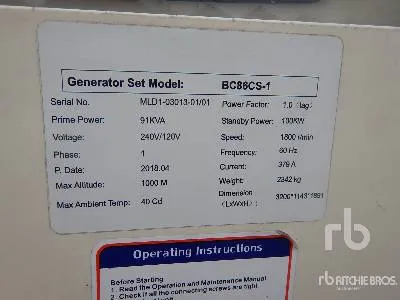 Generator Set Model: BC86CS-1
Serial No. MLD1-03013-01/01 Power Factor: 1.0 (lag)
Prime Power: 91KVA Standby Power: 100KW
Voltage: 240V/120V Speed: 1800 r/min
Phase: 1 Frequency: 60 Hz
P. Date: 2018.04 Current: 379 A
Max Altitude: 1000 M Weight: 2342 kg
Max Ambient Temp: 40 Cd Dimension
(LxWxH)
Operating Instructions
Before Starting
1. Read the Operation and Maintenance Manual
2. Check if all the connecting screws are tight
rb
rb
RITCHIE BROS.